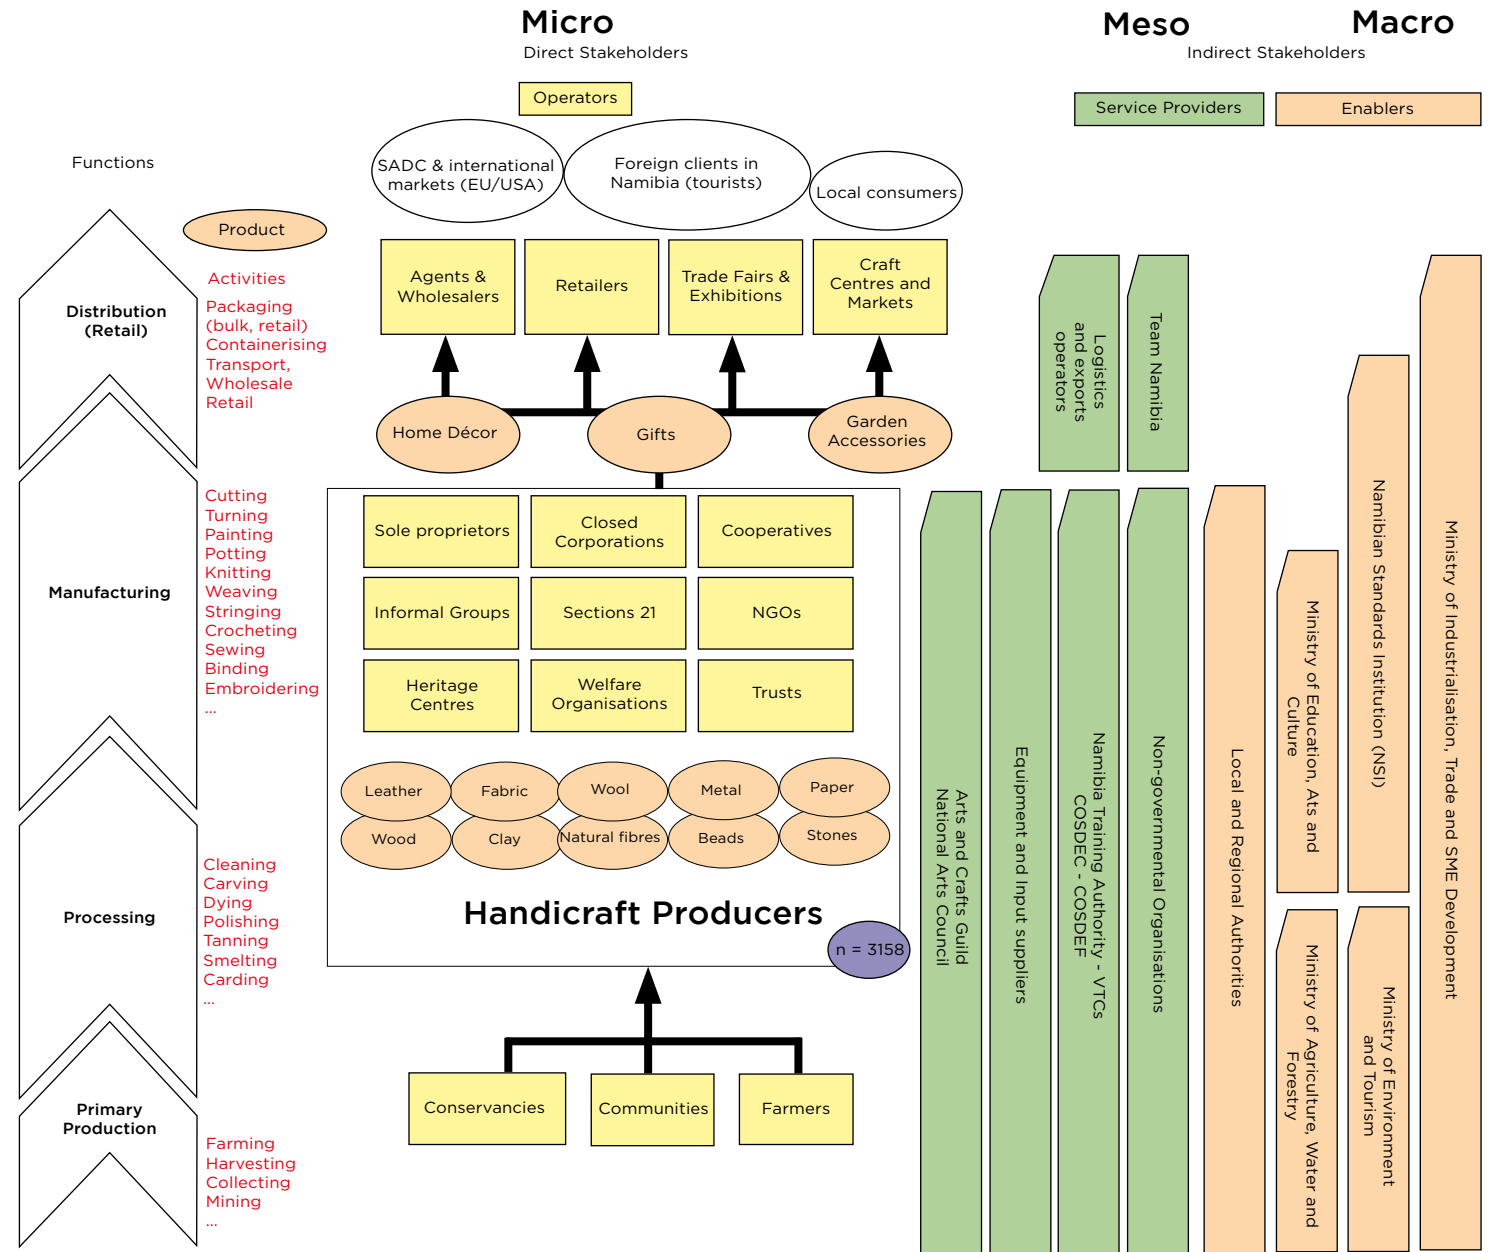 Micro
Direct Stakeholders
Meso
Macro
Indirect Stakeholders
Operators
Service Providers
Enablers
Functions
SADC & international
markets (EU/USA)
Foreign clients in
Namibia (tourists)
Local consumers
Product
Activities
Distribution
(Retail)
Packaging
(bulk, retail)
Containerising
Transport,
Wholesale
Retail
Agents &
Wholesalers
Retailers
Trade Fairs &
Exhibitions
Craft
Centres and
Markets
Home Décor
Gifts
Garden
Accessories
Manufacturing
Cutting
Turning
Painting
Potting
Knitting
Weaving
Stringing
Crocheting
Sewing
Binding
Embroidering
...
Sole proprietors
Closed
Corporations
Cooperatives
Informal Groups
Sections 21
NGOs
Heritage
Centres
Welfare
Organisations
Trusts
Leather
Fabric
Wool
Metal
Paper
Wood
Clay
Natural fibres
Beads
Stones
Processing
Cleaning
Carving
Dying
Polishing
Tanning
Smelting
Carding
...
Handicraft Producers
n = 3158
Primary
Production
Farming
Harvesting
Collecting
Mining
...
Conservancies
Communities
Farmers
Logistics
and exports
operators
Team Namibia
Arts and Crafts Guild
National Arts Council
Equipment and Input suppliers
Namibia Training Authority - VTCs
COSDEC - COSDEF
Non-governmental Organisations
Local and Regional Authorities
Ministry of Education, Ats and
Culture
Ministry of Agriculture, Water and
Forestry
Namibian Standards Institution (NSI)
Ministry of Environment
and Tourism
Ministry of Industrialisation, Trade and SME Development